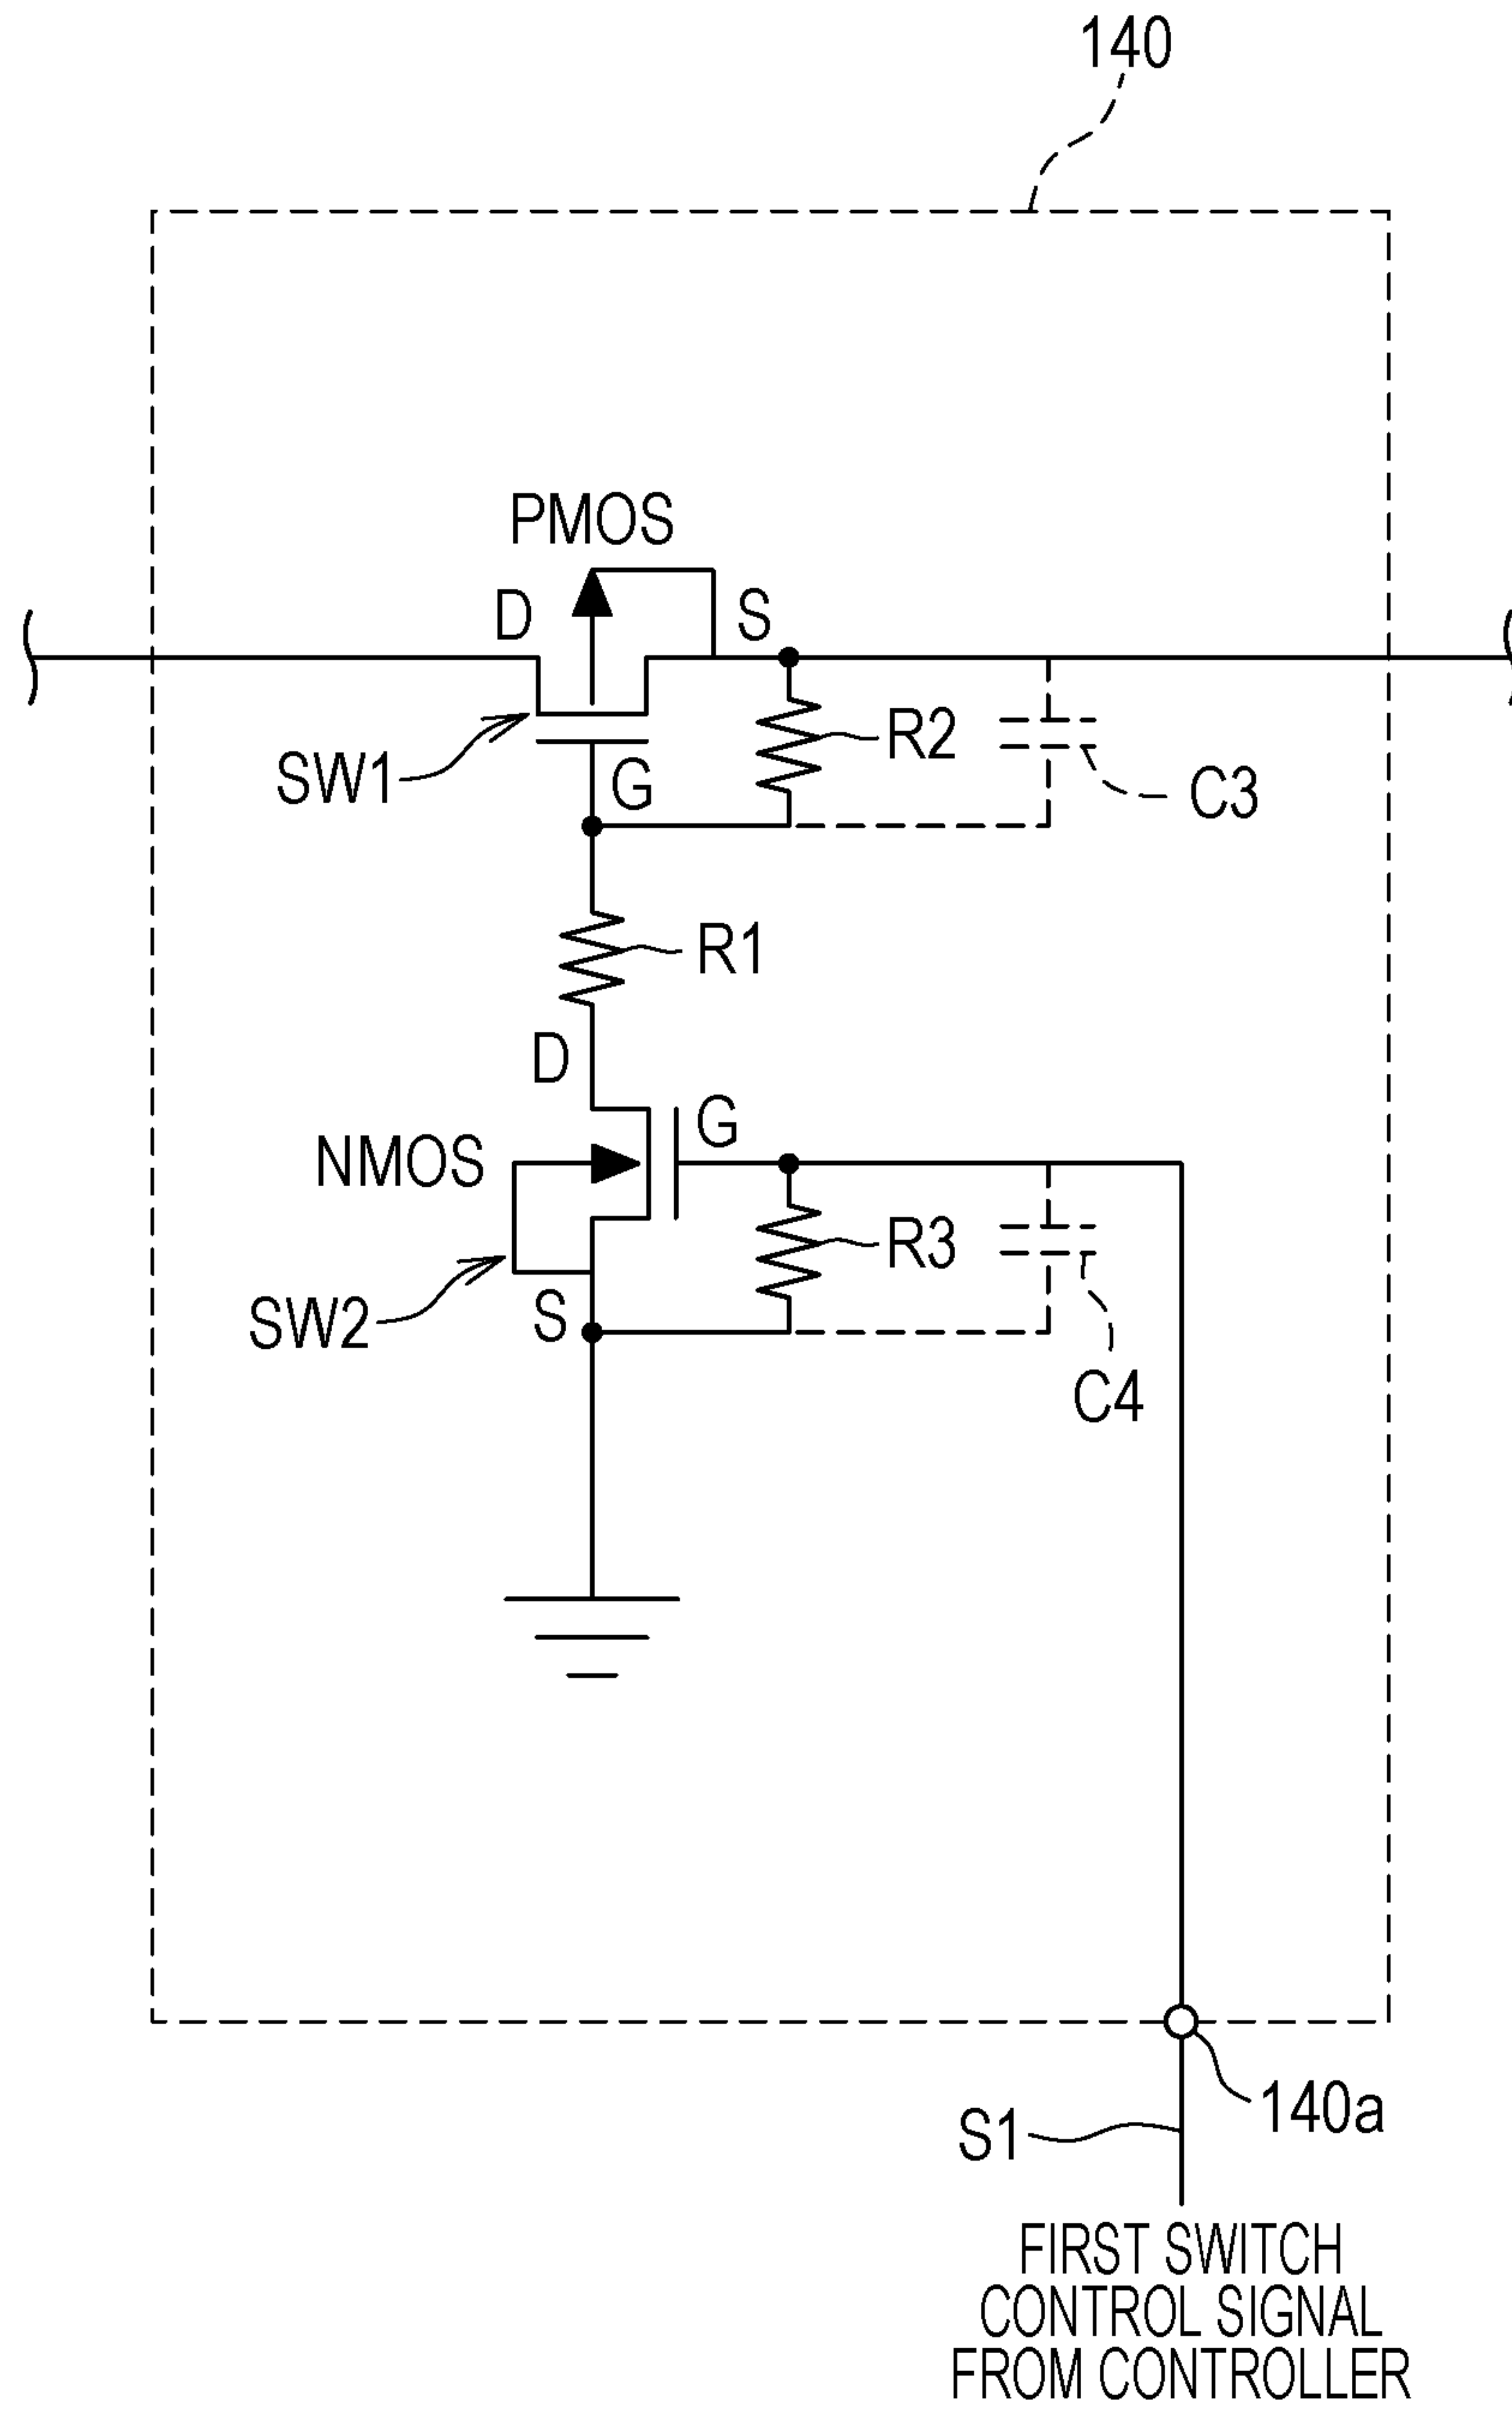 140
PMOS
D
S
SW1
G
R2
C3
R1
D
G
NMOS
R3
SW2
S
C4
140a
S1
FIRST SWITCH
CONTROL SIGNAL
FROM CONTROLLER